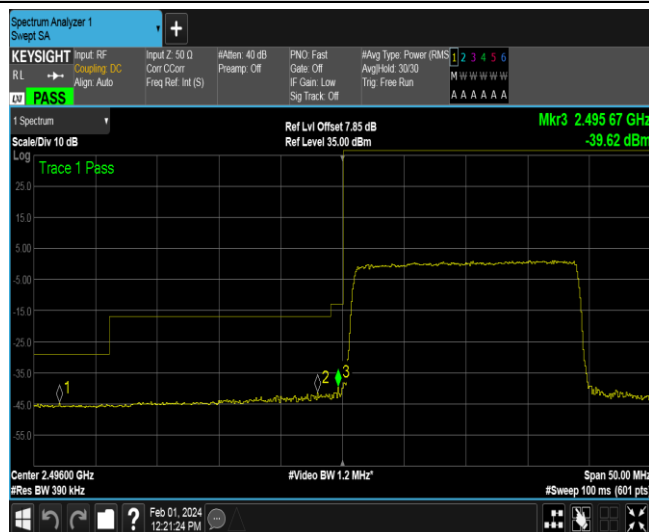 Spectrum Analyzer 1
Swept SA
+
KEYSIGHT
RL
LXI PASS
Input: RF
Coupling: DC
Align: Auto
Input Z: 50 Ω
Corr CCorr
Freq Ref: Int (S)
#Atten: 40 dB
Preamp: Off
PNO: Fast
Gate: Off
IF Gain: Low
Sig Track: Off
#Avg Type: Power (RMS
Avg|Hold: 30/30
Trig: Free Run
1 2 3 4 5 6
M W W W W W
A A A A A A
1 Spectrum
Scale/Div 10 dB
Ref Lvl Offset 7.85 dB
Ref Level 35.00 dBm
Mkr3 2.495 67 GHz
-39.62 dBm
Log
Trace 1 Pass
25.0
15.0
5.00
-5.00
-15.0
-25.0
-35.0
-45.0
-55.0
1
2
3
Center 2.49600 GHz
#Video BW 1.2 MHz*
Span 50.00 MHz
#Res BW 390 kHz
#Sweep 100 ms (601 pts)
?
Feb 01, 2024
12:21:24 PM